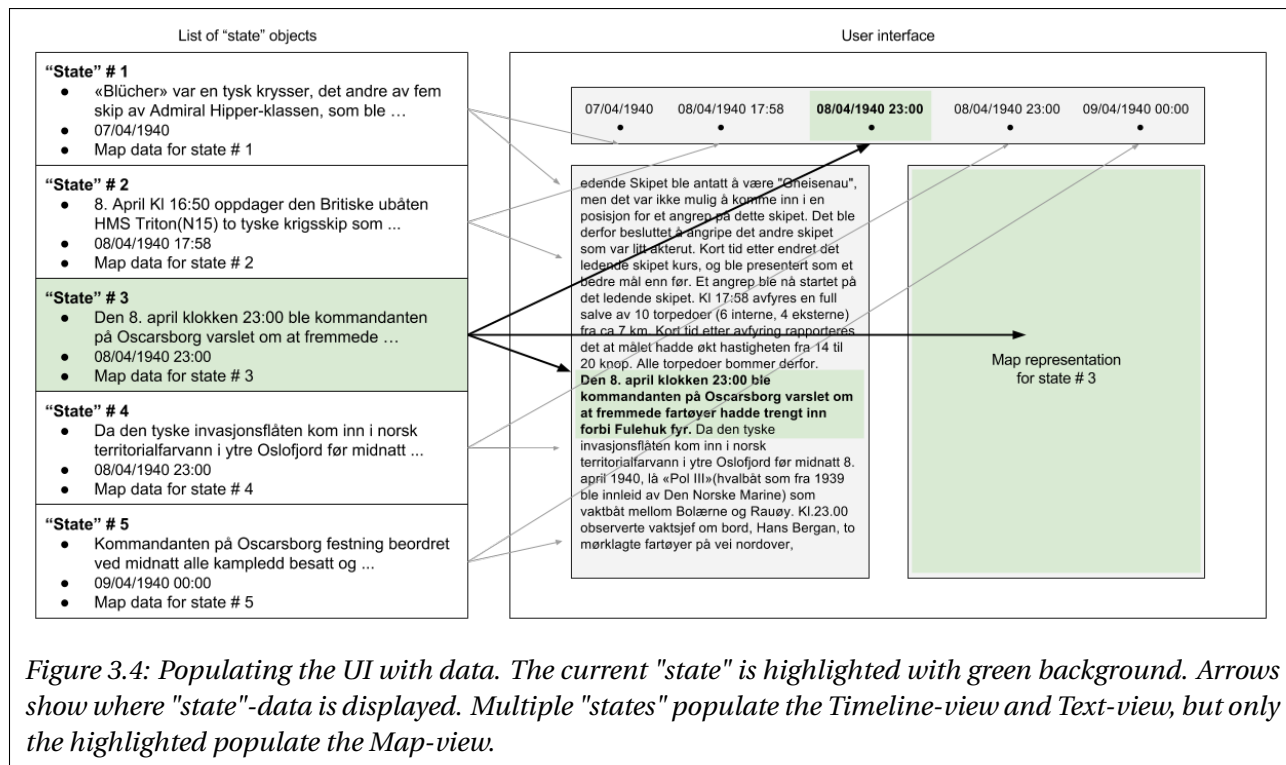 List of “state” objects
“State” # 1
● «Blücher» var en tysk krysser, det andre av fem
skip av Admiral Hipper-klassen, som ble …
● 07/04/1940
● Map data for state # 1
“State” # 2
● 8. April Kl 16:50 oppdager den Britiske ubåten
HMS Triton(N15) to tyske krigsskip som ...
● 08/04/1940 17:58
● Map data for state # 2
“State” # 3
● Den 8. april klokken 23:00 ble kommandanten
på Oscarsborg varslet om at fremmede …
● 08/04/1940 23:00
● Map data for state # 3
“State” # 4
● Da den tyske invasjonsflåten kom inn i norsk
territorialfarvann i ytre Oslofjord før midnatt ...
● 08/04/1940 23:00
● Map data for state # 4
“State” # 5
● Kommandanten på Oscarsborg festning beordret
ved midnatt alle kampledd besatt og ...
● 09/04/1940 00:00
● Map data for state # 5
User interface
07/04/1940 08/04/1940 17:58 08/04/1940 23:00 08/04/1940 23:00 09/04/1940 00:00
edende Skipet ble antatt å være "Gneisenau",
men det var ikke mulig å komme inn i en
posisjon for et angrep på dette skipet. Det ble
derfor besluttet å angripe det andre skipet
som var litt akterut. Kort tid etter endret det
ledende skipet kurs, og ble presentert som et
bedre mål enn før. Et angrep ble nå startet på
det ledende skipet. Kl 17:58 avfyres en full
salve av 10 torpedoer (6 interne, 4 eksterne)
fra ca 7 km. Kort tid etter avfyring rapporteres
det at målet hadde økt hastigheten fra 14 til
20 knop. Alle torpedoer bommer derfor.
Den 8. april klokken 23:00 ble
kommandanten på Oscarsborg varslet om
at fremmede fartøyer hadde trengt inn
forbi Fulehuk fyr. Da den tyske
invasjonsflåten kom inn i norsk
territorialfarvann i ytre Oslofjord før midnatt 8.
april 1940, lå «Pol III»(hvalbåt som fra 1939
ble innleid av Den Norske Marine) som
vaktbåt mellom Bolærne og Rauøy. Kl.23.00
observerte vaktsjef om bord, Hans Bergan, to
mørklagte fartøyer på vei nordover,
Map representation
for state # 3
Figure 3.4: Populating the UI with data. The current "state" is highlighted with green background. Arrows
show where "state"-data is displayed. Multiple "states" populate the Timeline-view and Text-view, but only
the highlighted populate the Map-view.